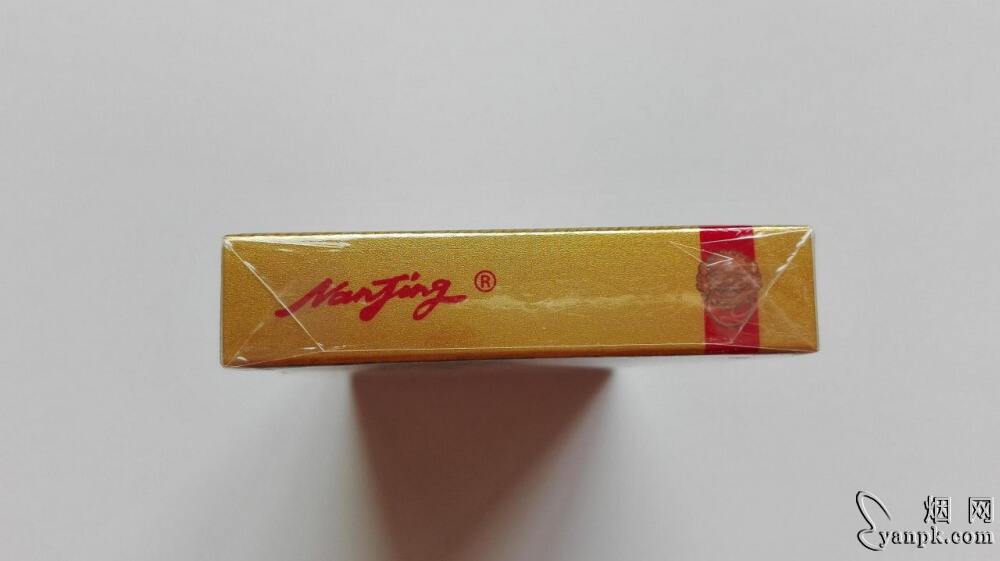 NanJing ®
烟 网
yanpk.com